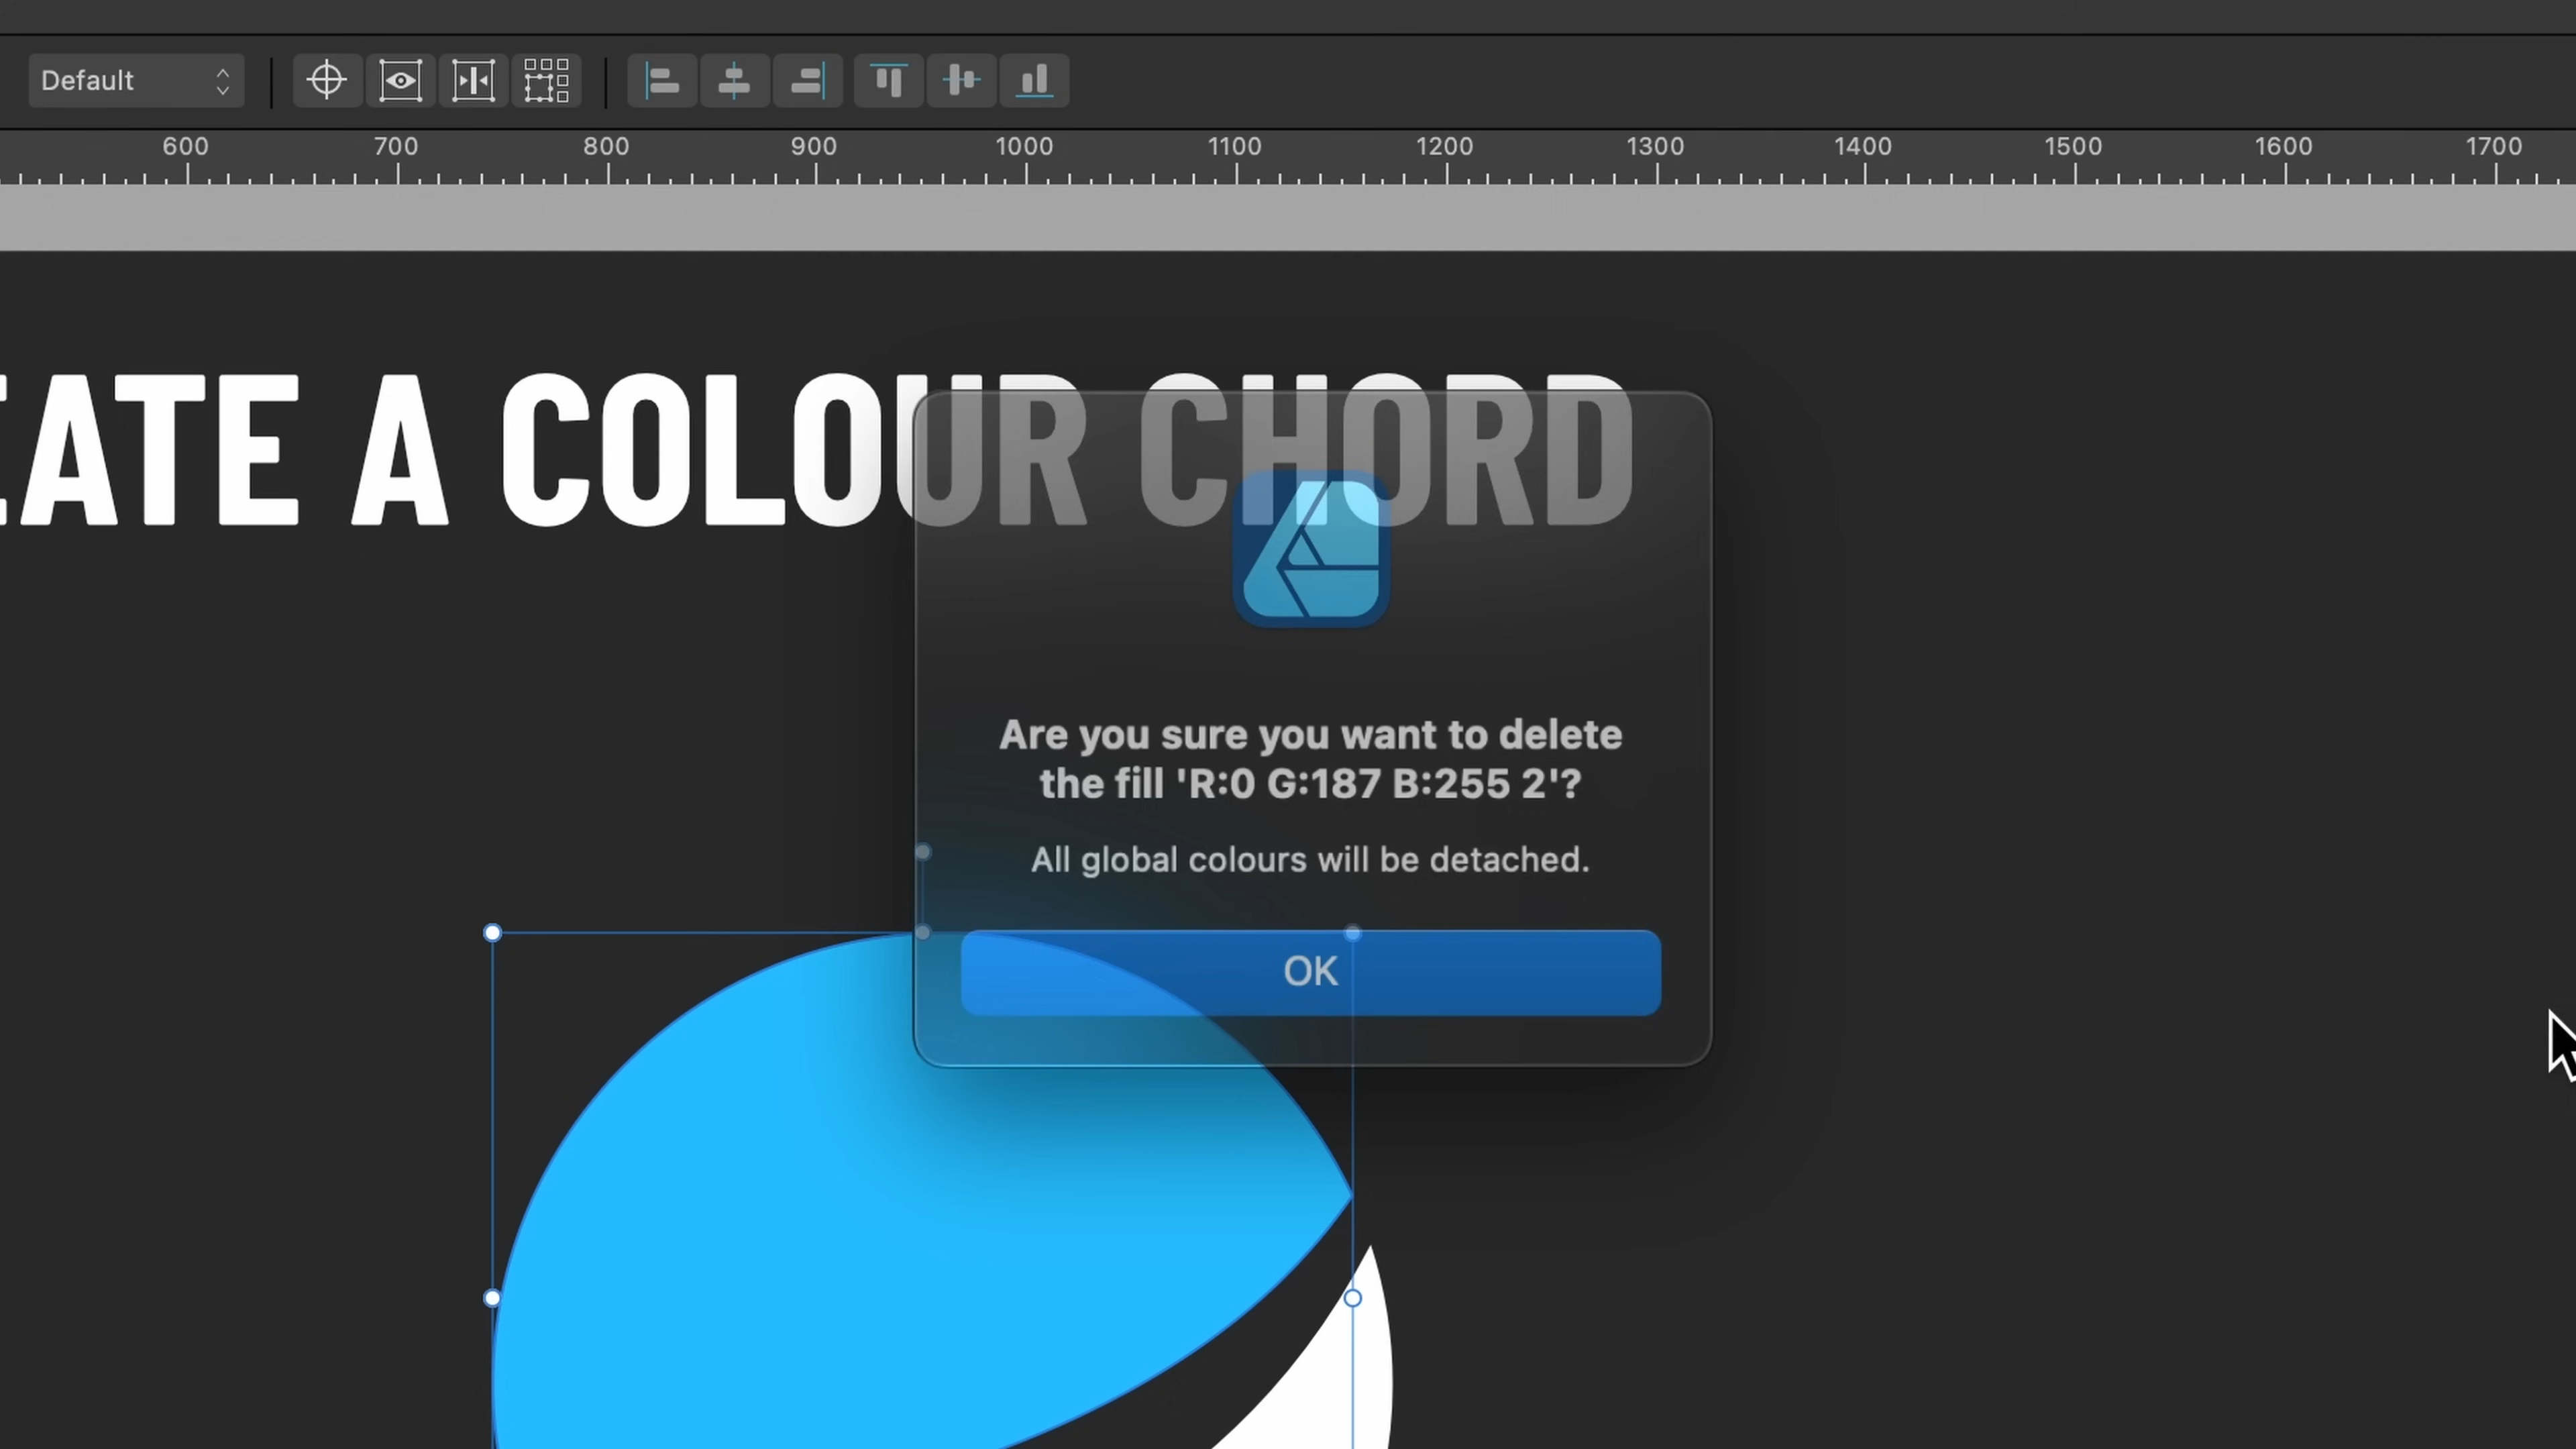 Default
600 700 800 900 1000 1100 1200 1300 1400 1500 1600 1700
EATE A COLOUR CHORD
Are you sure you want to delete
the fill 'R:0 G:187 B:255 2'?
All global colours will be detached.
OK